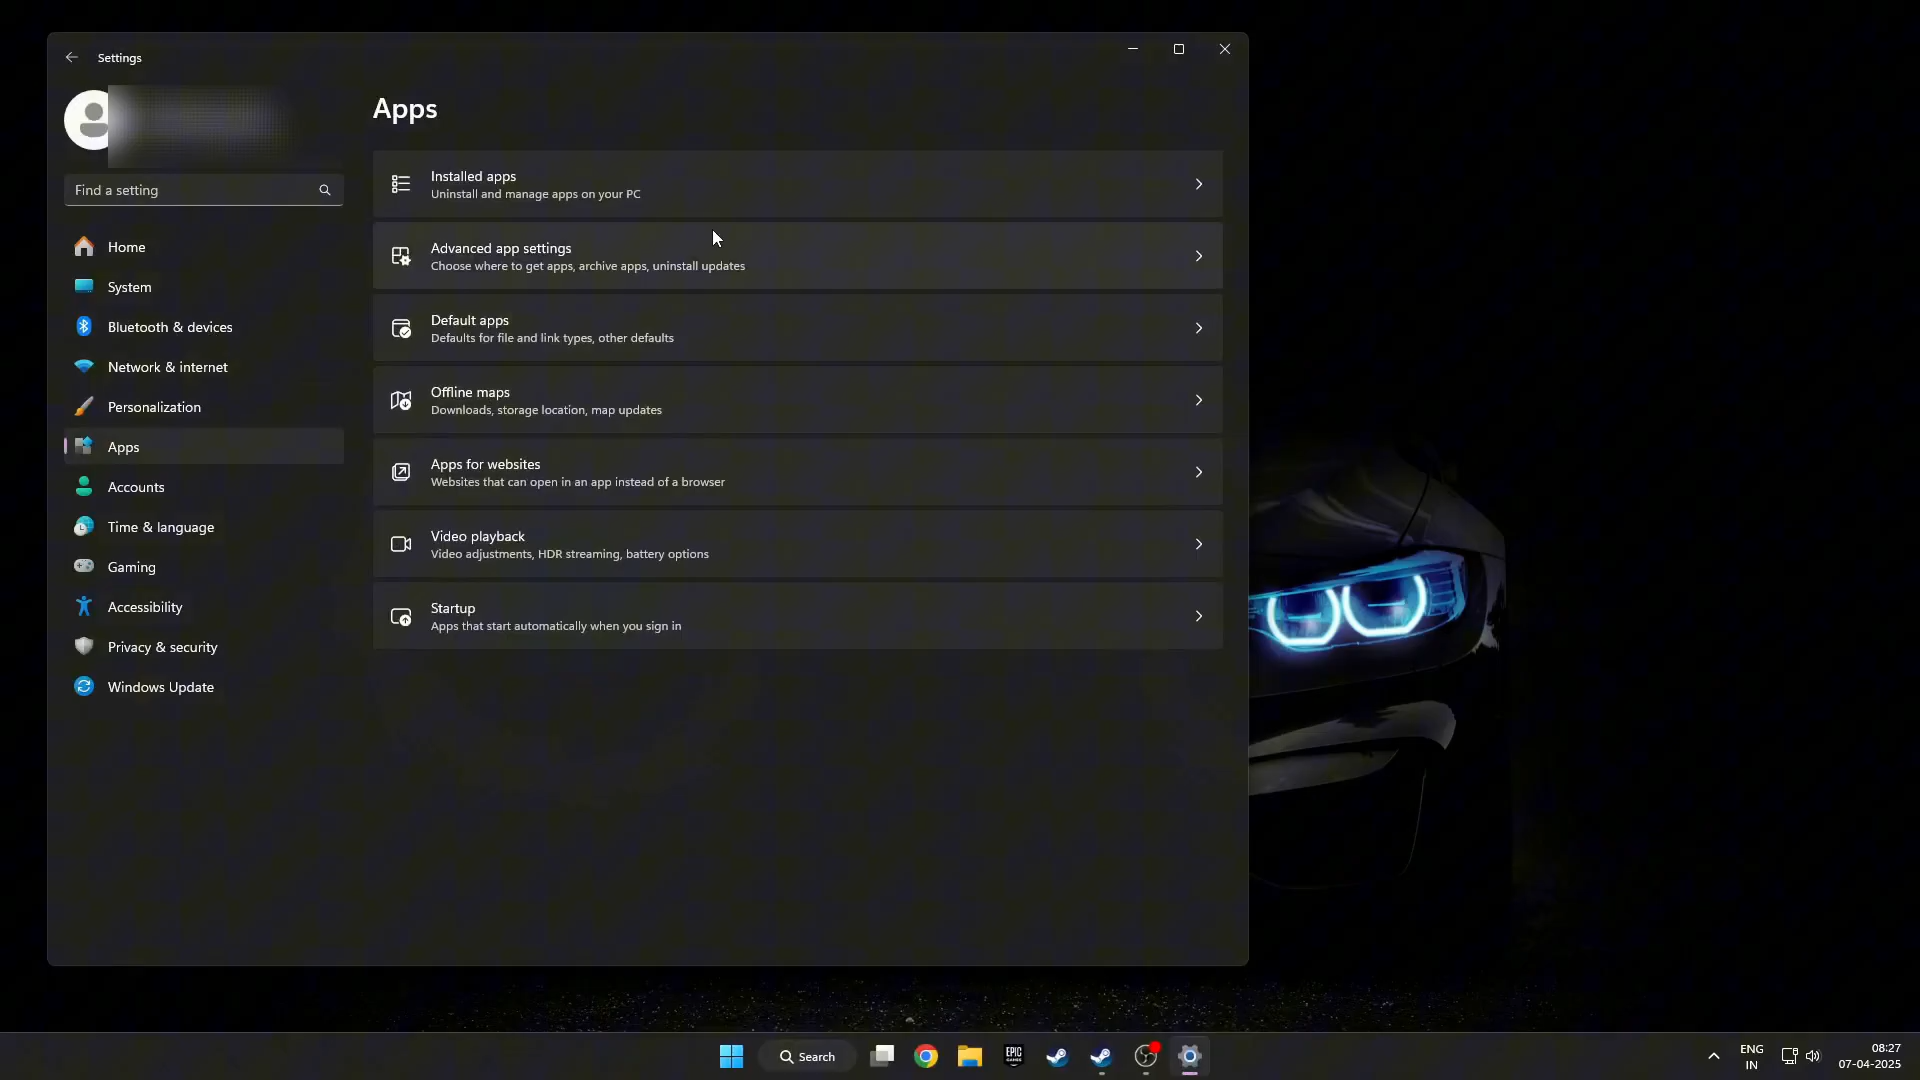 Settings
Apps
Find a setting
Home
System
Bluetooth & devices
Network & internet
Personalization
Apps
Accounts
Time & language
Gaming
Accessibility
Privacy & security
Windows Update
Installed apps
Uninstall and manage apps on your PC
Advanced app settings
Choose where to get apps, archive apps, uninstall updates
Default apps
Defaults for file and link types, other defaults
Offline maps
Downloads, storage location, map updates
Apps for websites
Websites that can open in an app instead of a browser
Video playback
Video adjustments, HDR streaming, battery options
Startup
Apps that start automatically when you sign in
Search
EPIC
GAMES
ENG
IN
08:27
07-04-2025